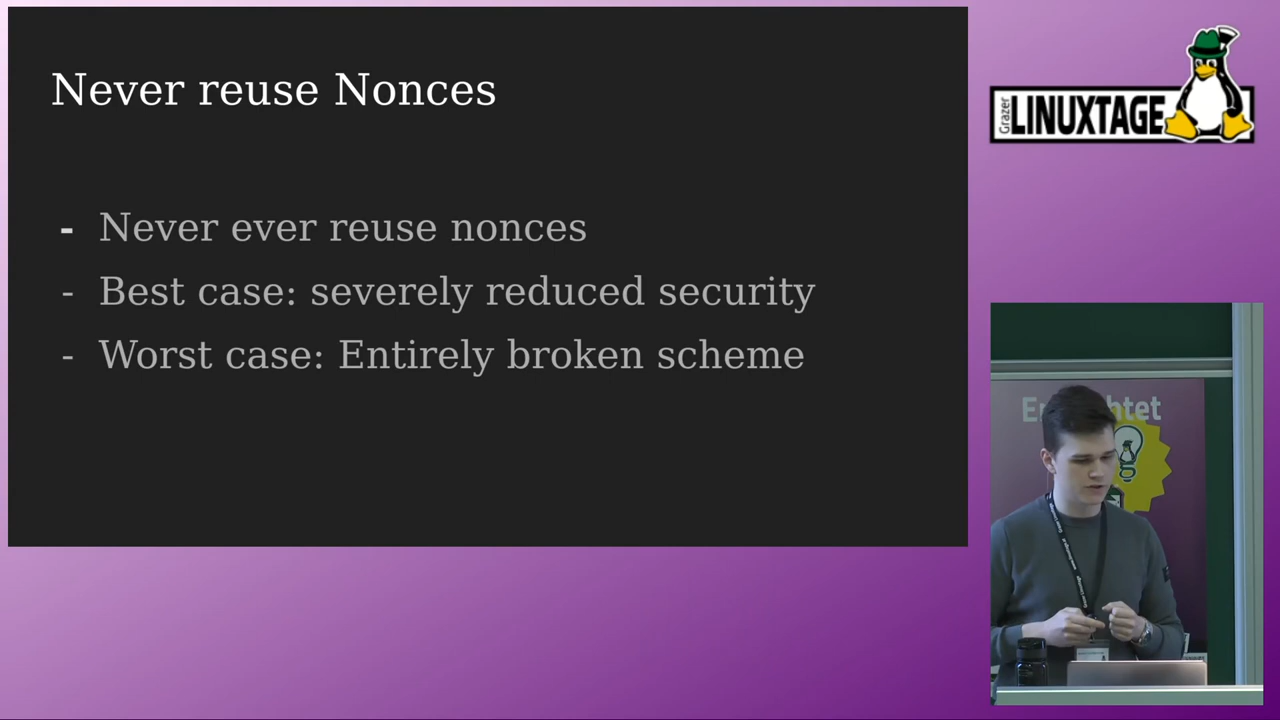 Never reuse Nonces
- Never ever reuse nonces
- Best case: severely reduced security
- Worst case: Entirely broken scheme
Grazer
LINUXTAGE